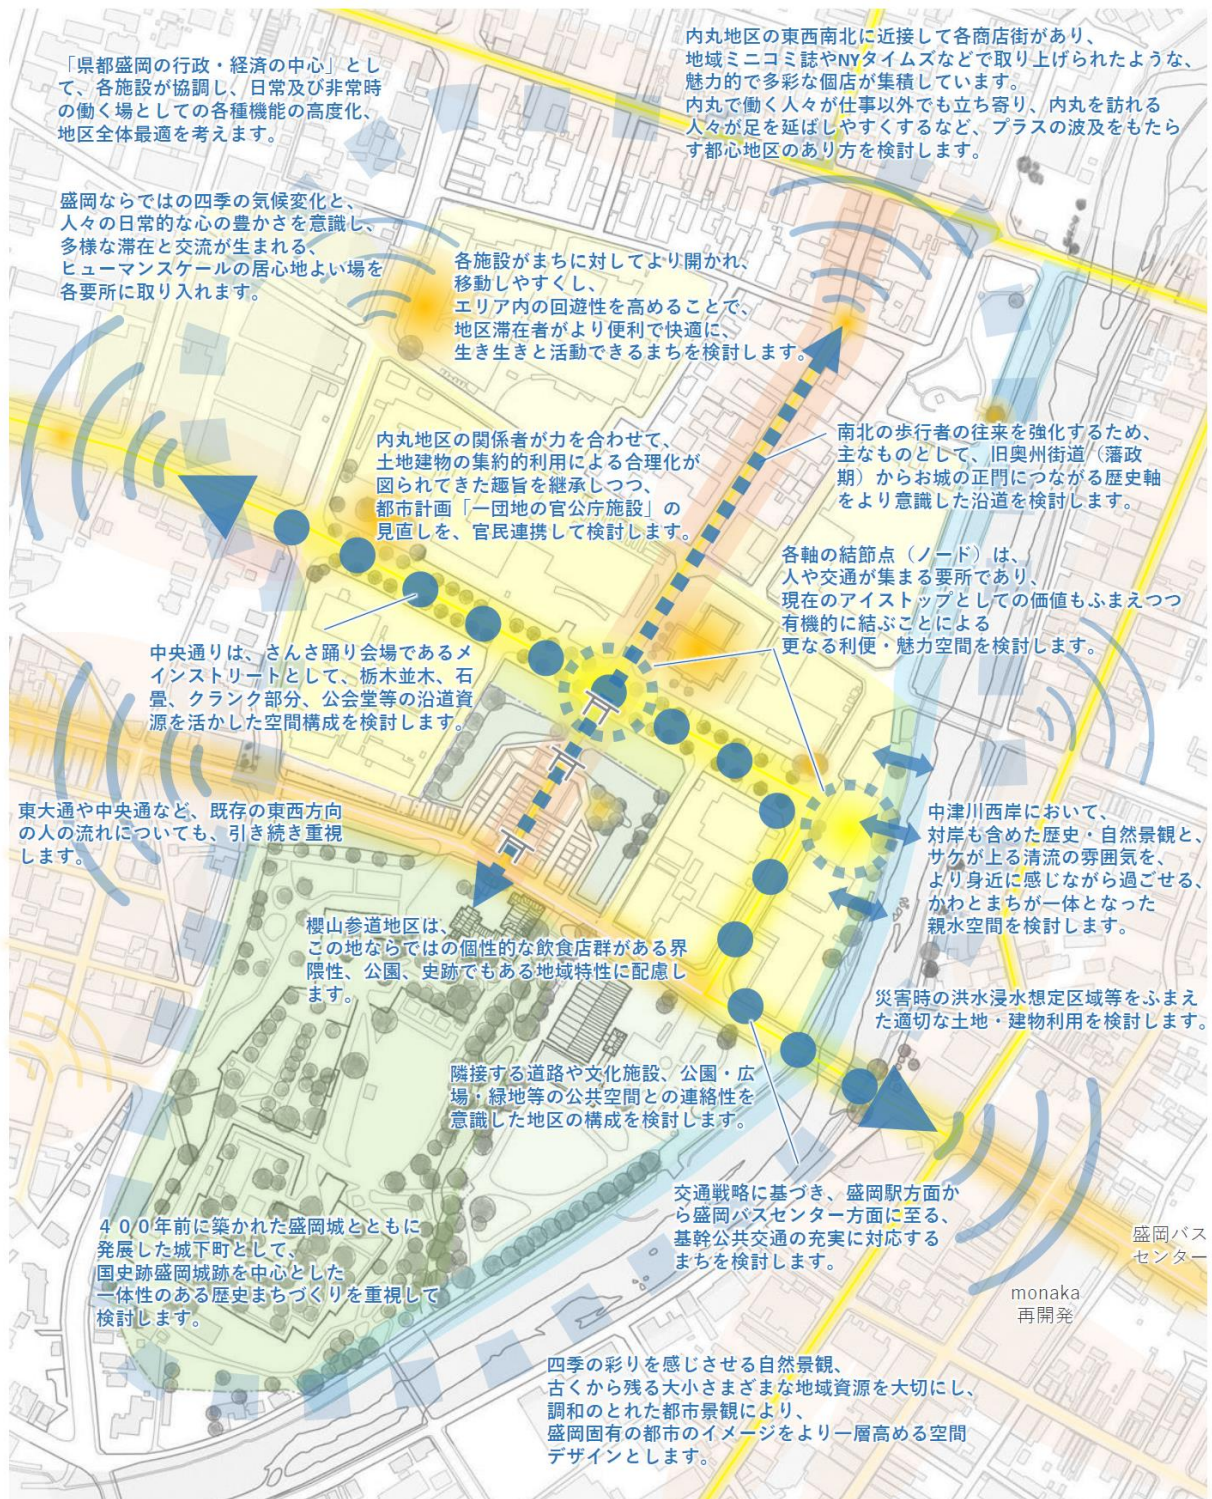 「県都盛岡の行政・経済の中心」とし
て、各施設が協調し、日常及び非常時
の働く場としての各種機能の高度化、
地区全体最適を考えます。
内丸地区の東西南北に近接して各商店街があり、
地域ミニコミ誌やNYタイムズなどで取り上げられたような、
魅力的で多彩な個店が集積しています。
内丸で働く人々が仕事以外でも立ち寄り、内丸を訪れる
人々が足を延ばしやすくするなど、プラスの波及をもたら
す都心地区のあり方を検討します。
盛岡ならではの四季の気候変化と、
人々の日常的な心の豊かさを意識し、
多様な滞在と交流が生まれる、
ヒューマンスケールの居心地よい場を
各要所に取り入れます。
各施設がまちに対してより開かれ、
移動しやすくし、
エリア内の回遊性を高めることで、
地区滞在者がより便利で快適に、
生き生きと活動できるまちを検討します。
内丸地区の関係者が力を合わせて、
土地建物の集約的利用による合理化が
図られてきた趣旨を継承しつつ、
都市計画「一団地の官公庁施設」の
見直しを、官民連携して検討します。
南北の歩行者の往来を強化するため、
主なものとして、旧奥州街道（藩政
期）からお城の正門につながる歴史軸
をより意識した沿道を検討します。
各軸の結節点（ノード）は、
人や交通が集まる要所であり、
現在のアイストップとしての価値もふまえつつ
有機的に結ぶことによる
更なる利便・魅力空間を検討します。
中央通りは、さんさ踊り会場であるメ
インストリートとして、栃木並木、石
畳、クランク部分、公会堂等の沿道資
源を活かした空間構成を検討します。
東大通や中央通など、既存の東西方向
の人の流れについても、引き続き重視
します。
中津川西岸において、
対岸も含めた歴史・自然景観と、
サケが上る清流の雰囲気を、
より身近に感じながら過ごせる、
かわとまちが一体となった
親水空間を検討します。
櫻山参道地区は、
この地ならではの個性的な飲食店群がある界
隈性、公園、史跡でもある地域特性に配慮し
ます。
災害時の洪水浸水想定区域等をふまえ
た適切な土地・建物利用を検討します。
隣接する道路や文化施設、公園・広
場・緑地等の公共空間との連絡性を
意識した地区の構成を検討します。
交通戦略に基づき、盛岡駅方面か
ら盛岡バスセンター方面に至る、
基幹公共交通の充実に対応する
まちを検討します。
４００年前に築かれた盛岡城とともに
発展した城下町として、
国史跡盛岡城跡を中心とした
一体性のある歴史まちづくりを重視して
検討します。
盛岡バス
センター
monaka
再開発
四季の彩りを感じさせる自然景観、
古くから残る大小さまざまな地域資源を大切にし、
調和のとれた都市景観により、
盛岡固有の都市のイメージをより一層高める空間
デザインとします。